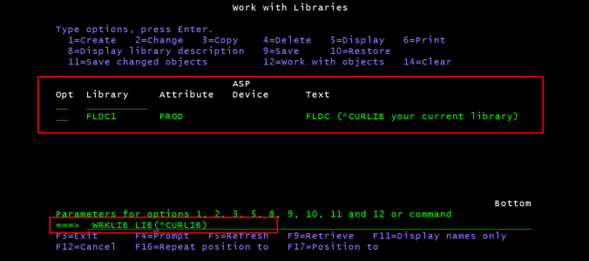 Work with Libraries
Type options, press Enter.
1=Create 2=Change 3=Copy 4=Delete 5=Display 6=Print
8=Display library description 9=Save 10=Restore
11=Save changed objects 12=Work with objects 14=Clear
ASP
Opt Library Attribute Device Text
FLDC1 PROD FLDC (*CURLIB your current library)
Bottom
Parameters for options 1, 2, 3, 5, 8, 9, 10, 11 and 12 or command
===> WRKLIB LIB(*CURLIB)
F3=Exit F4=Prompt F5=Refresh F9=Retrieve F11=Display names only
F12=Cancel F16=Repeat position to F17=Position to